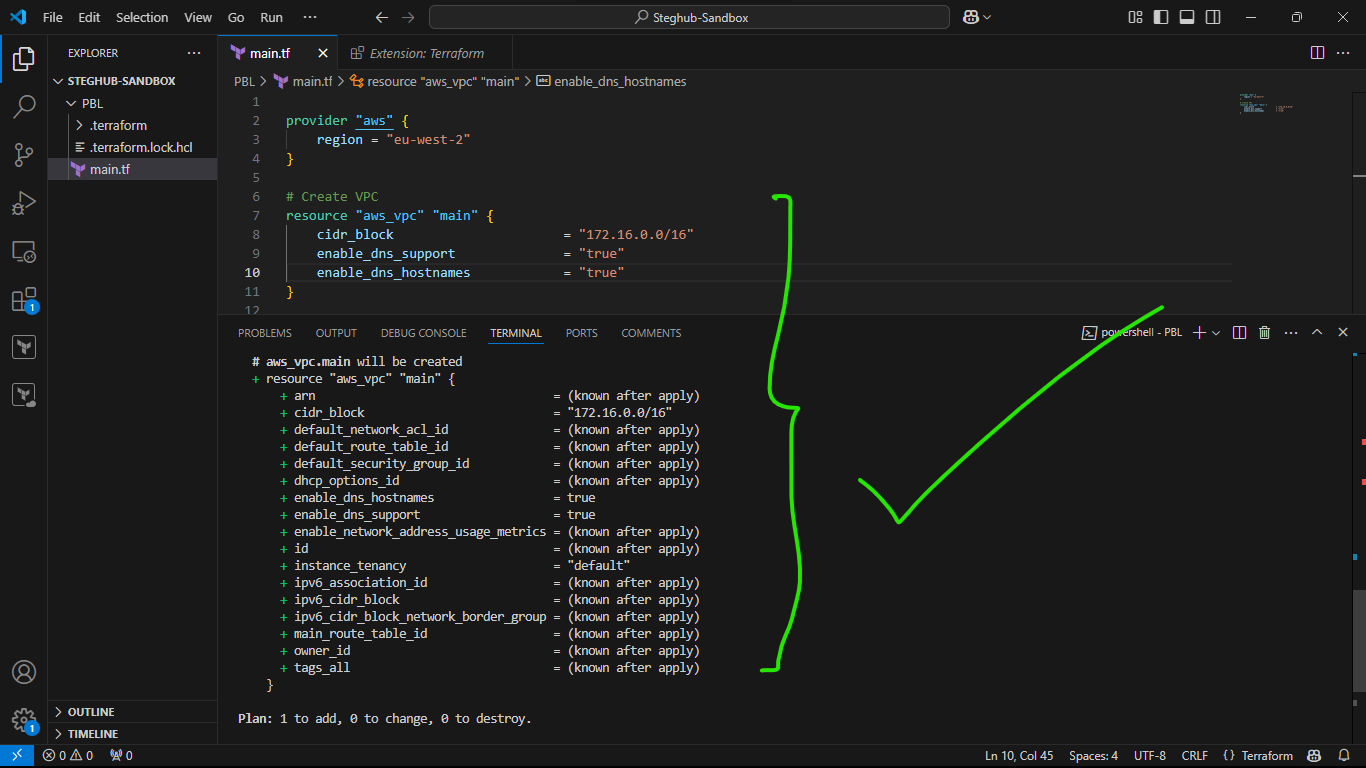 File Edit Selection View Go Run ··· Steghub-Sandbox
EXPLORER ···
STEGHUB-SANDBOX
PBL
.terraform
.terraform.lock.hcl
main.tf
OUTLINE
TIMELINE
main.tf Extension: Terraform
PBL > main.tf > resource "aws_vpc" "main" > enable_dns_hostnames
1
2 provider "aws" {
3 region = "eu-west-2"
4 }
5
6 # Create VPC
7 resource "aws_vpc" "main" {
8 cidr_block = "172.16.0.0/16"
9 enable_dns_support = "true"
10 enable_dns_hostnames = "true"
11 }
12
PROBLEMS OUTPUT DEBUG CONSOLE TERMINAL PORTS COMMENTS powershell - PBL
# aws_vpc.main will be created
+ resource "aws_vpc" "main" {
+ arn = (known after apply)
+ cidr_block = "172.16.0.0/16"
+ default_network_acl_id = (known after apply)
+ default_route_table_id = (known after apply)
+ default_security_group_id = (known after apply)
+ dhcp_options_id = (known after apply)
+ enable_dns_hostnames = true
+ enable_dns_support = true
+ enable_network_address_usage_metrics = (known after apply)
+ id = (known after apply)
+ instance_tenancy = "default"
+ ipv6_association_id = (known after apply)
+ ipv6_cidr_block = (known after apply)
+ ipv6_cidr_block_network_border_group = (known after apply)
+ main_route_table_id = (known after apply)
+ owner_id = (known after apply)
+ tags_all = (known after apply)
}
Plan: 1 to add, 0 to change, 0 to destroy.
1
1
0 0 0 Ln 10, Col 45 Spaces: 4 UTF-8 CRLF {} Terraform